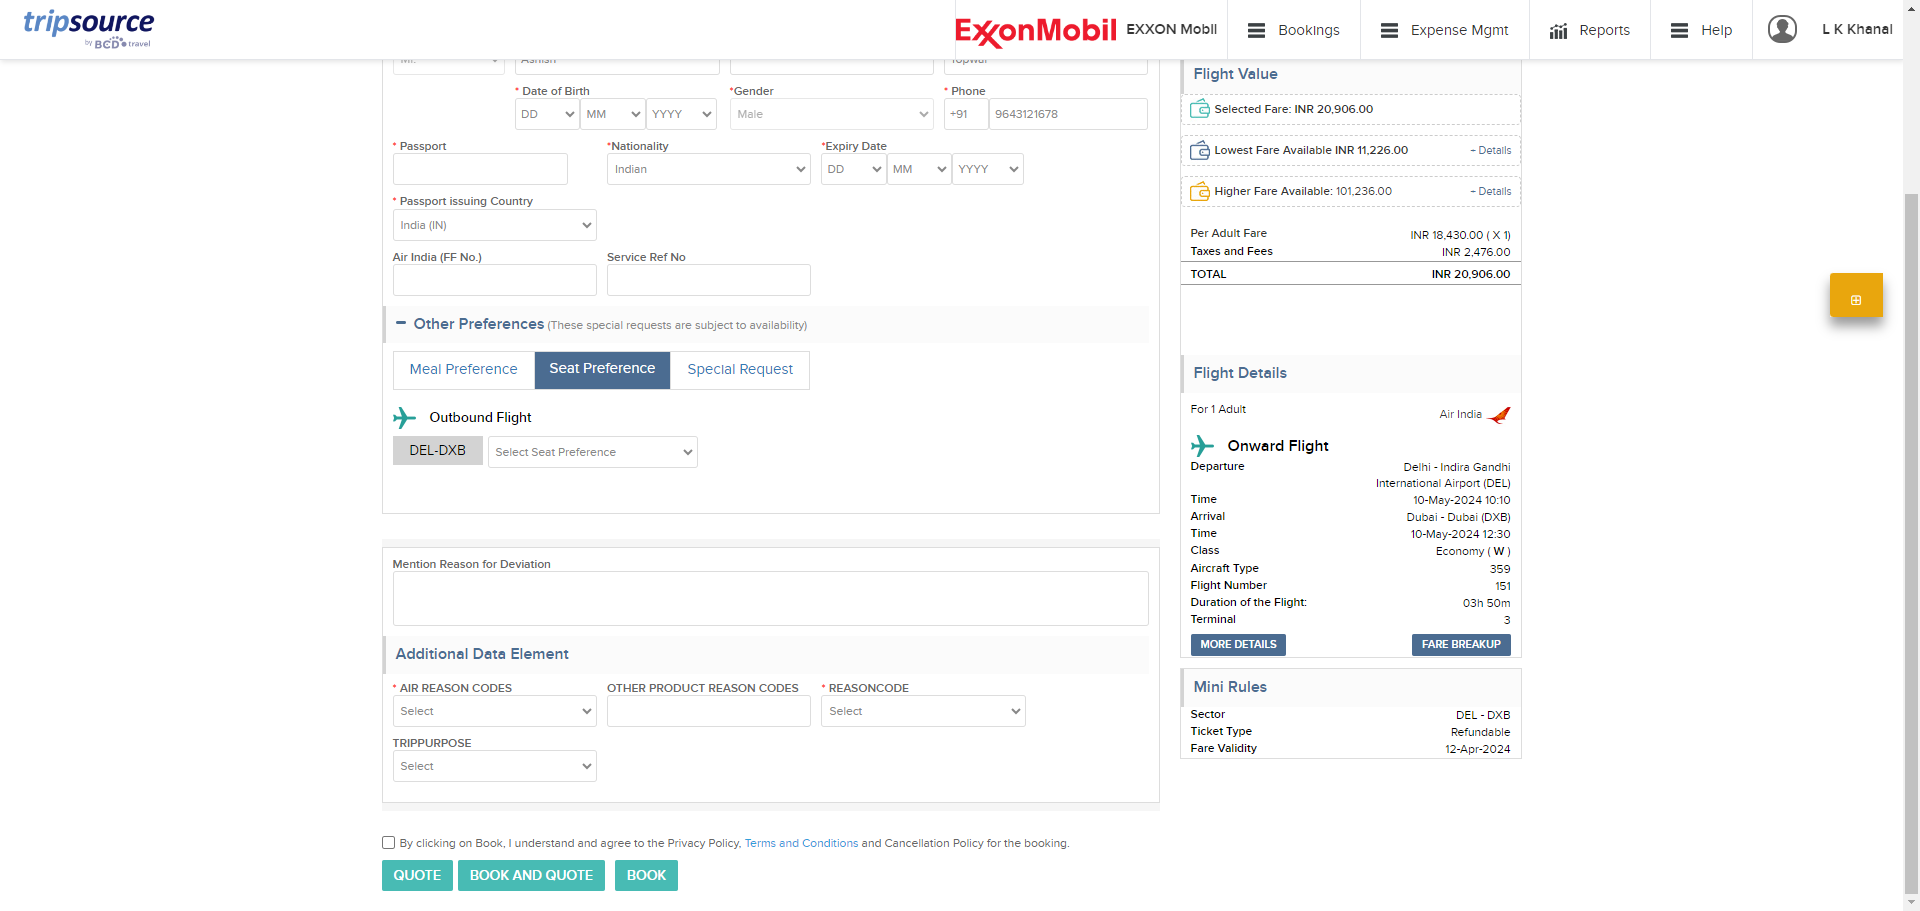 tripsource
by BCD travel
ExxonMobil
EXXON Mobil
Bookings
Expense Mgmt
Reports
Help
L K Khanal
Mr.
Ashish
Topwal
* Date of Birth
*Gender
* Phone
DD
MM
YYYY
Male
+91
9643121678
* Passport
*Nationality
*Expiry Date
Indian
DD
MM
YYYY
* Passport issuing Country
India (IN)
Air India (FF No.)
Service Ref No
Other Preferences (These special requests are subject to availability)
Meal Preference
Seat Preference
Special Request
Outbound Flight
DEL-DXB
Select Seat Preference
Mention Reason for Deviation
Additional Data Element
* AIR REASON CODES
OTHER PRODUCT REASON CODES
* REASONCODE
Select
Select
TRIPPURPOSE
Select
By clicking on Book, I understand and agree to the Privacy Policy, Terms and Conditions and Cancellation Policy for the booking.
QUOTE
BOOK AND QUOTE
BOOK
Flight Value
Selected Fare: INR 20,906.00
Lowest Fare Available INR 11,226.00
+ Details
Higher Fare Available: 101,236.00
+ Details
Per Adult Fare
INR 18,430.00 ( X 1)
Taxes and Fees
INR 2,476.00
TOTAL
INR 20,906.00
Flight Details
For 1 Adult
Air India
Onward Flight
Departure
Delhi - Indira Gandhi
International Airport (DEL)
Time
10-May-2024 10:10
Arrival
Dubai - Dubai (DXB)
Time
10-May-2024 12:30
Class
Economy ( W )
Aircraft Type
359
Flight Number
151
Duration of the Flight:
03h 50m
Terminal
3
MORE DETAILS
FARE BREAKUP
Mini Rules
Sector
DEL - DXB
Ticket Type
Refundable
Fare Validity
12-Apr-2024